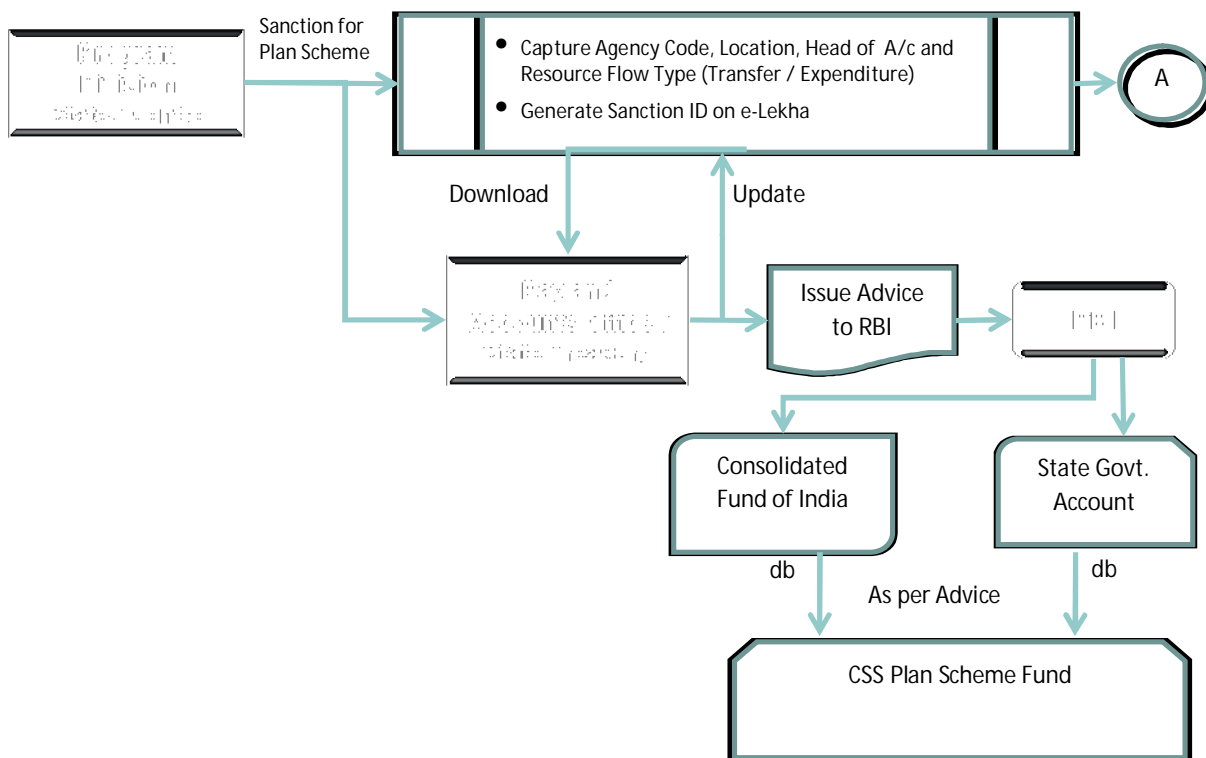 Sanction for
Plan Scheme
• Capture Agency Code, Location, Head of A/c and
Resource Flow Type (Transfer / Expenditure)
• Generate Sanction ID on e-Lekha
A
Download
Update
Issue Advice
to RBI
Consolidated
Fund of India
State Govt.
Account
db
db
As per Advice
CSS Plan Scheme Fund